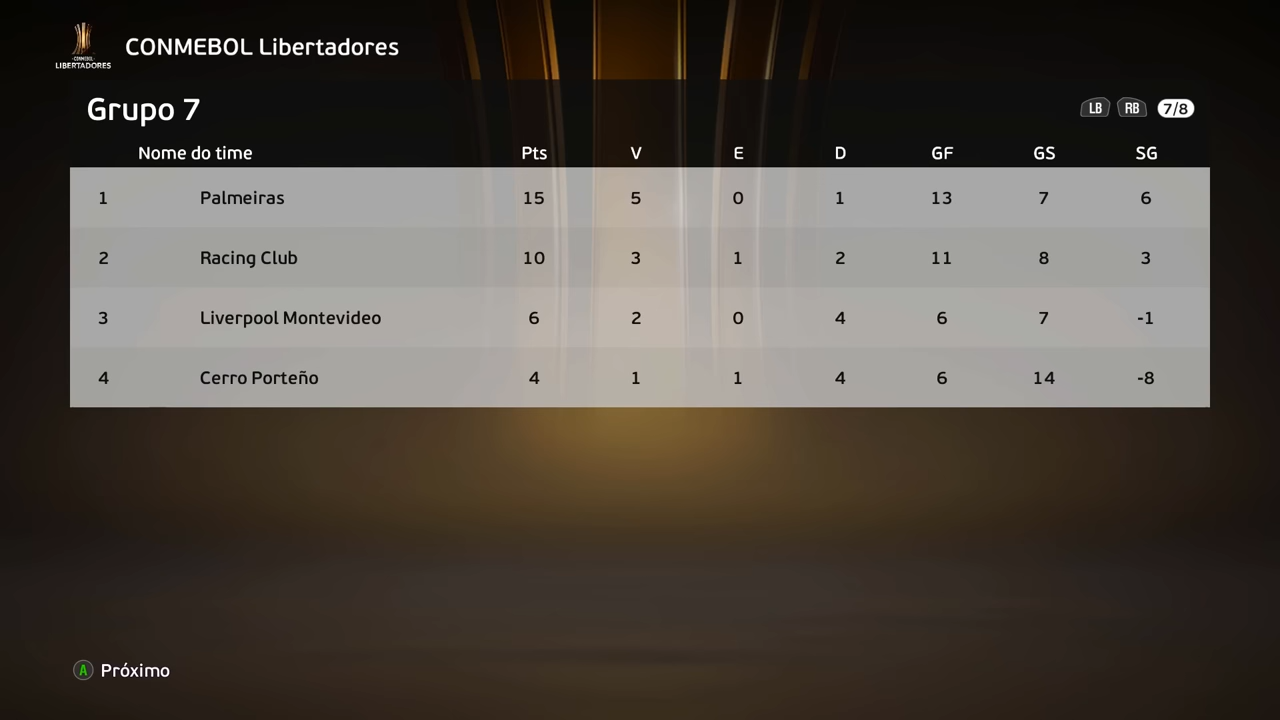 CONMEBOL
LIBERTADORES
CONMEBOL Libertadores
Grupo 7
LB RB 7/8
Nome do time Pts V E D GF GS SG
1 Palmeiras 15 5 0 1 13 7 6
2 Racing Club 10 3 1 2 11 8 3
3 Liverpool Montevideo 6 2 0 4 6 7 -1
4 Cerro Porteño 4 1 1 4 6 14 -8
A Próximo